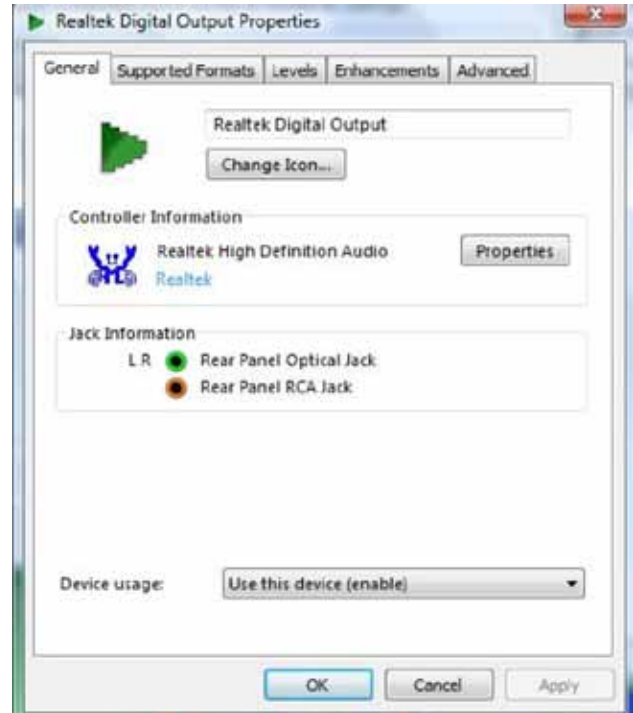 Realtek Digital Output Properties
General Supported Formats Levels Enhancements Advanced
Realtek Digital Output
Change Icon...
Controller Information
Realtek High Definition Audio
Properties
Realtek
Jack Information
L R Rear Panel Optical Jack
Rear Panel RCA Jack
Device usage: Use this device (enable)
OK Cancel Apply